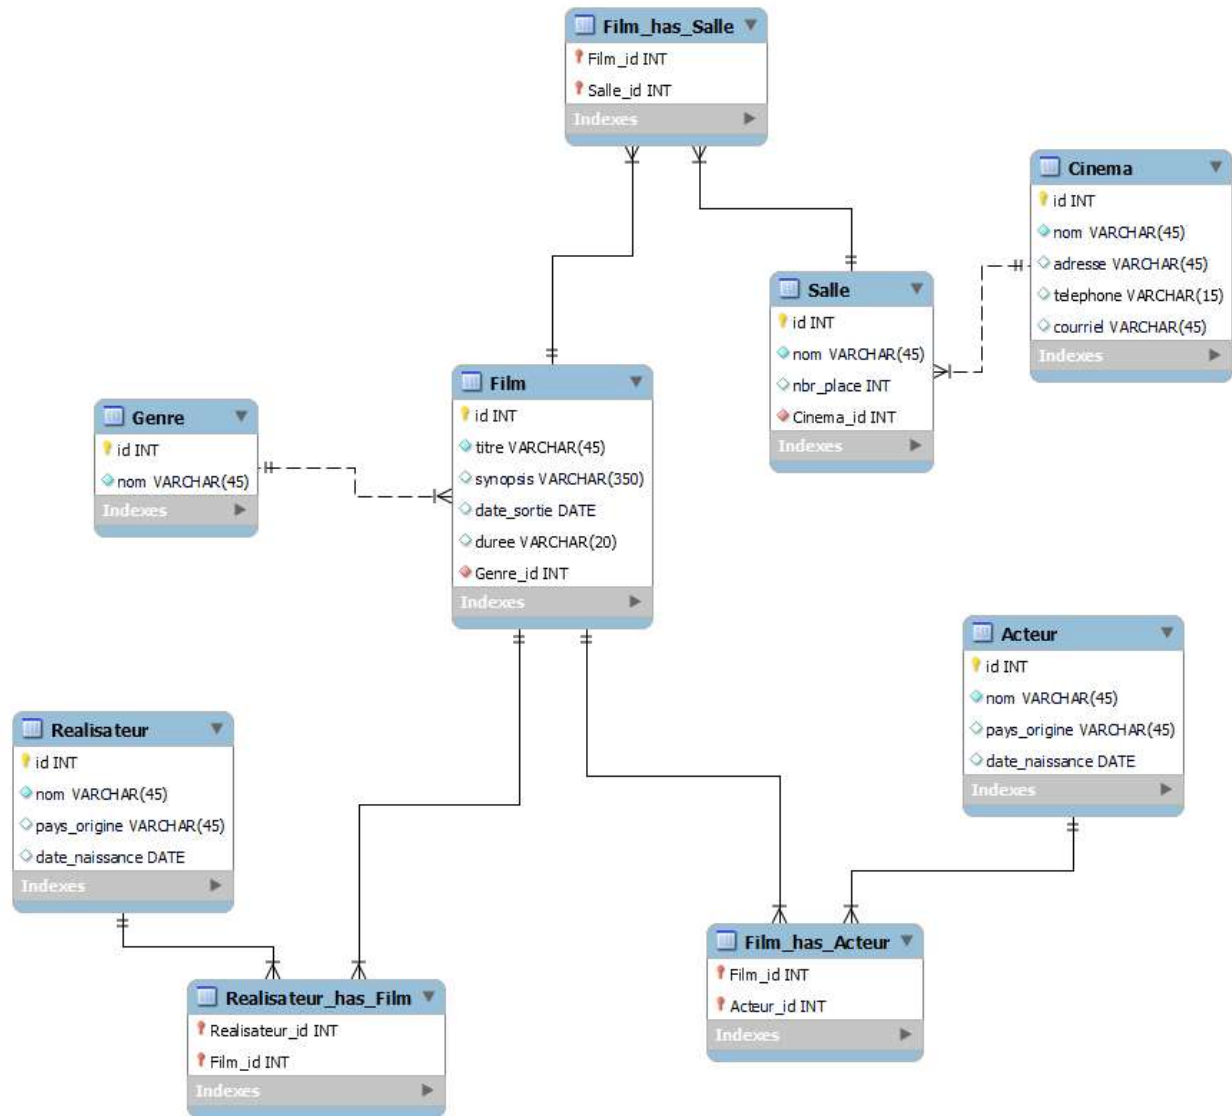 Film_has_Salle
Film_id INT
Salle_id INT
Indexes
Cinema
id INT
nom VARCHAR(45)
adresse VARCHAR(45)
telephone VARCHAR(15)
courriel VARCHAR(45)
Indexes
Salle
id INT
nom VARCHAR(45)
nbr_place INT
Cinema_id INT
Indexes
Film
id INT
titre VARCHAR(45)
synopsis VARCHAR(350)
date_sortie DATE
duree VARCHAR(20)
Genre_id INT
Indexes
Genre
id INT
nom VARCHAR(45)
Indexes
Acteur
id INT
nom VARCHAR(45)
pays_origine VARCHAR(45)
date_naissance DATE
Indexes
Realisateur
id INT
nom VARCHAR(45)
pays_origine VARCHAR(45)
date_naissance DATE
Indexes
Film_has_Acteur
Film_id INT
Acteur_id INT
Indexes
Realisateur_has_Film
Realisateur_id INT
Film_id INT
Indexes